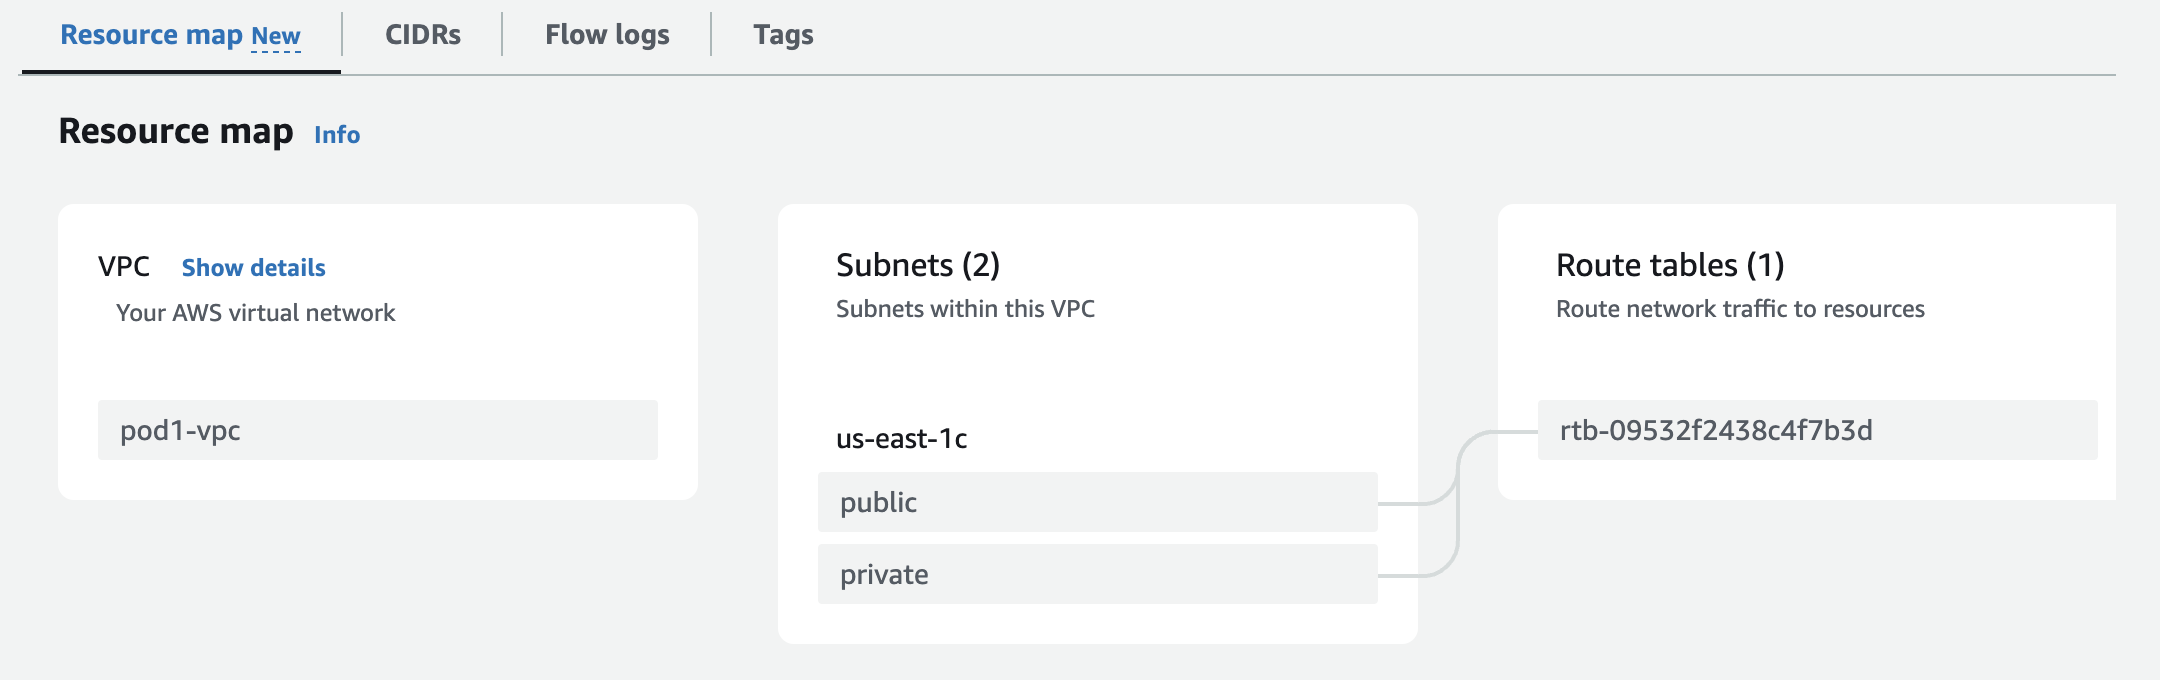 Resource map New
CIDRs
Flow logs
Tags
Resource map Info
VPC Show details
Your AWS virtual network
pod1-vpc
Subnets (2)
Subnets within this VPC
us-east-1c
public
private
Route tables (1)
Route network traffic to resources
rtb-09532f2438c4f7b3d